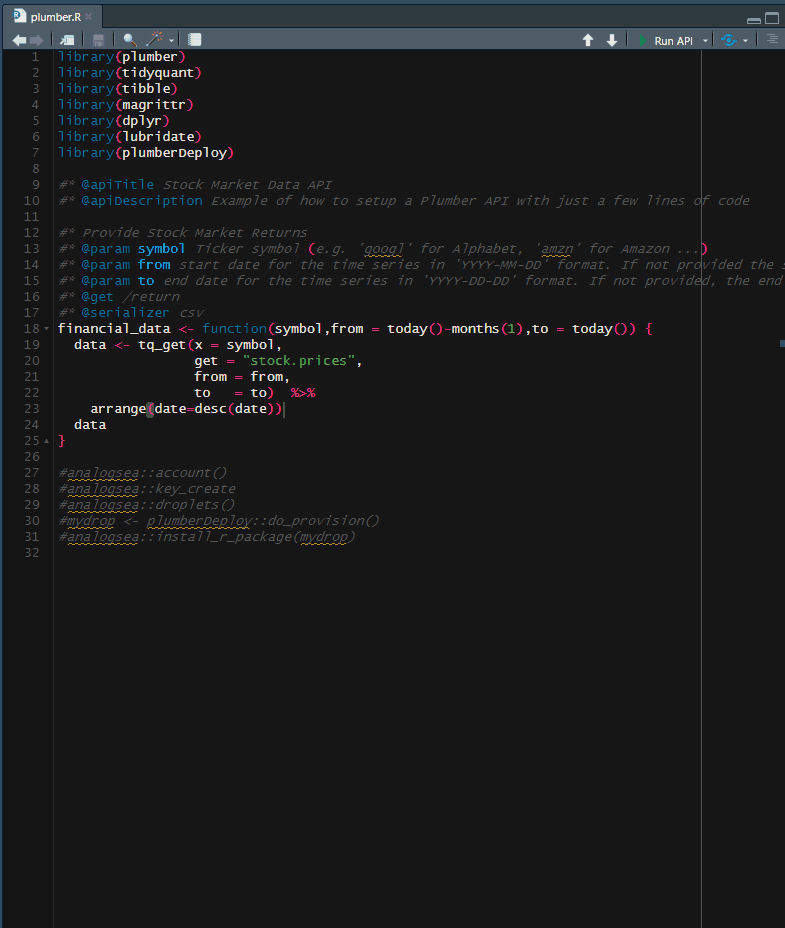 plumber.R
Run API
1 library(plumber)
2 library(tidyquant)
3 library(tibble)
4 library(magrittr)
5 library(dplyr)
6 library(lubridate)
7 library(plumberDeploy)
8
9 #* @apiTitle Stock Market Data API
10 #* @apiDescription Example of how to setup a Plumber API with just a few lines of code
11
12 #* Provide Stock Market Returns
13 #* @param symbol Ticker symbol (e.g. 'googl' for Alphabet, 'amzn' for Amazon ...)
14 #* @param from start date for the time series in 'YYYY-MM-DD' format. If not provided the s
15 #* @param to end date for the time series in 'YYYY-DD-DD' format. If not provided, the end
16 #* @get /return
17 #* @serializer csv
18 financial_data <- function(symbol,from = today()-months(1),to = today()) {
19   data <- tq_get(x = symbol,
20                  get = "stock.prices",
21                  from = from,
22                  to   = to)  %>%
23     arrange(date=desc(date))
24   data
25 }
26
27 #analogsea::account()
28 #analogsea::key_create
29 #analogsea::droplets()
30 #mydrop <- plumberDeploy::do_provision()
31 #analogsea::install_r_package(mydrop)
32